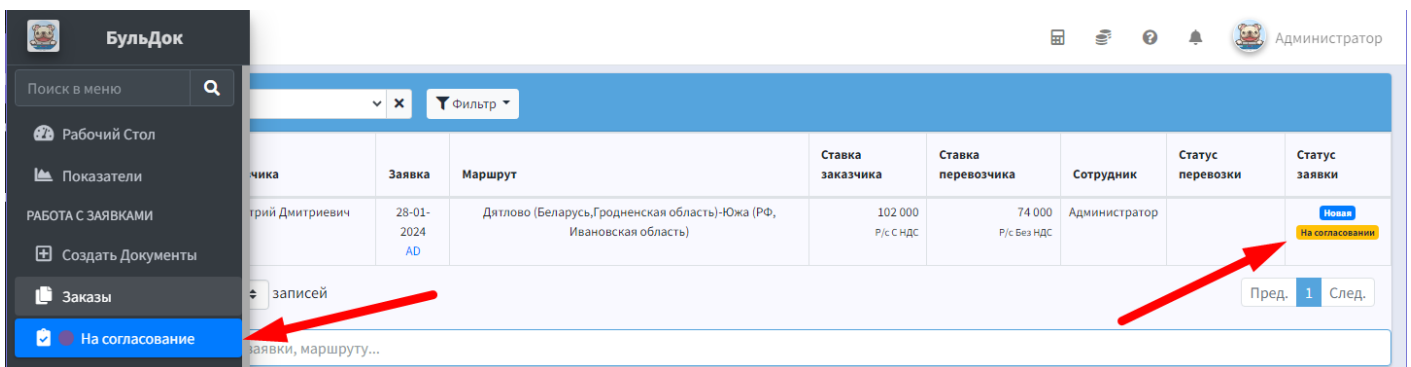 БульДок
Администратор
Поиск в меню
Фильтр
Рабочий Стол
Показатели
РАБОТА С ЗАЯВКАМИ
Создать Документы
Заказы
На согласование
чика
Заявка
Маршрут
Ставка
заказчика
Ставка
перевозчика
Сотрудник
Статус
перевозки
Статус
заявки
трий Дмитриевич
28-01-
2024
AD
Дятлово (Беларусь,Гродненская область)-Южа (РФ,
Ивановская область)
102 000
Р/с С НДС
74 000
Р/с Без НДС
Администратор
Новая
На согласовании
записей
Пред. 1 След.
заявки, маршруту...